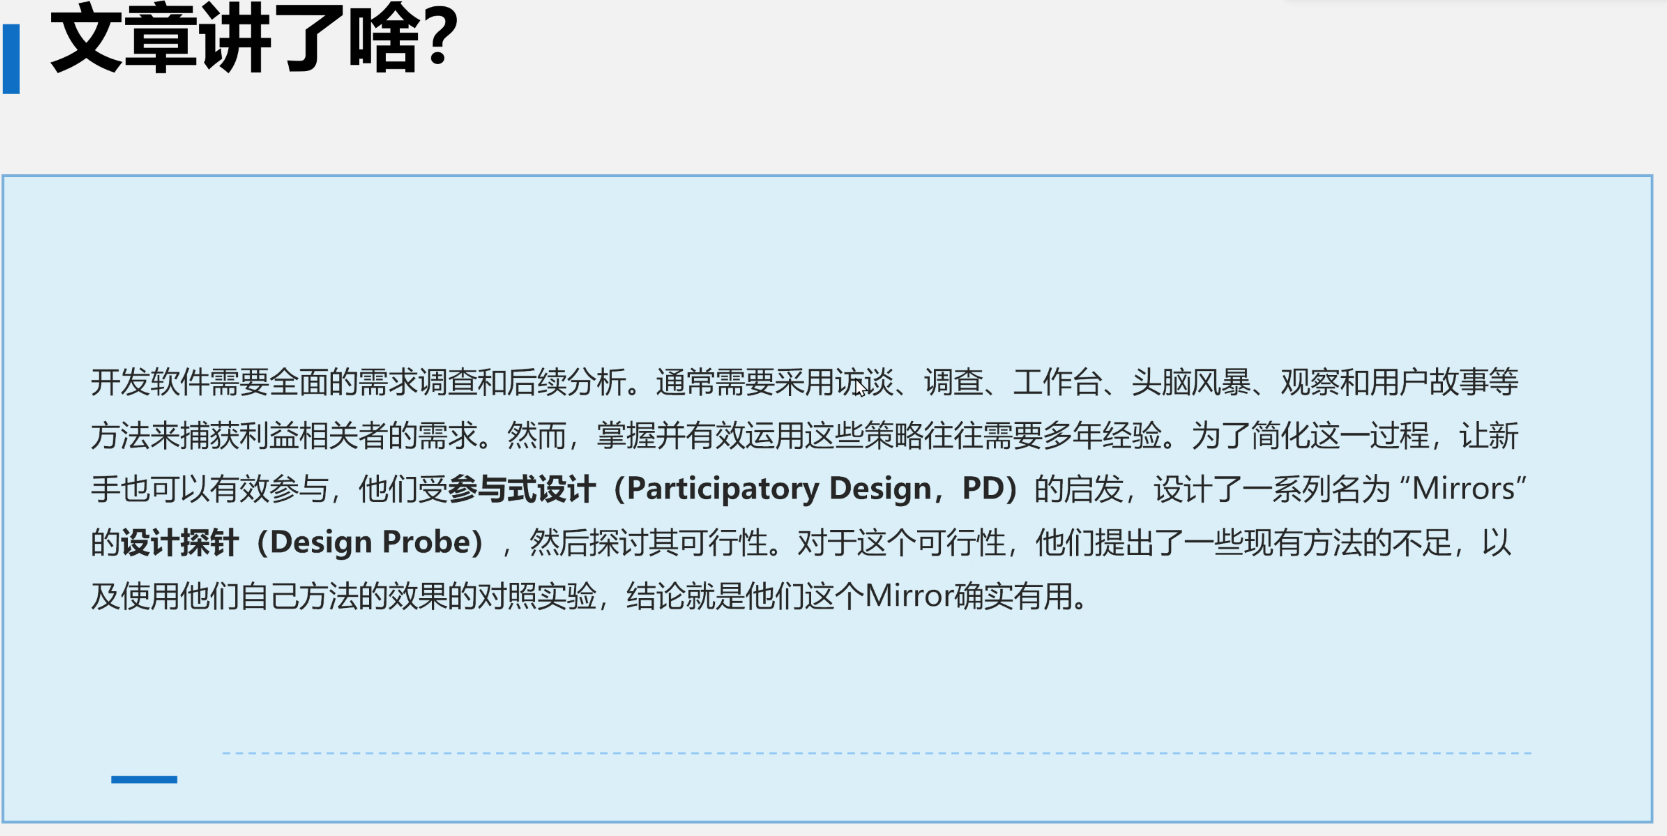 文章讲了啥？
开发软件需要全面的需求调查和后续分析。通常需要采用访谈、调查、工作台、头脑风暴、观察和用户故事等
方法来捕获利益相关者的需求。然而，掌握并有效运用这些策略往往需要多年经验。为了简化这一过程，让新
手也可以有效参与，他们受参与式设计（Participatory Design，PD）的启发，设计了一系列名为 “Mirrors”
的设计探针（Design Probe），然后探讨其可行性。对于这个可行性，他们提出了一些现有方法的不足，以
及使用他们自己方法的效果的对照实验，结论就是他们这个Mirror确实有用。